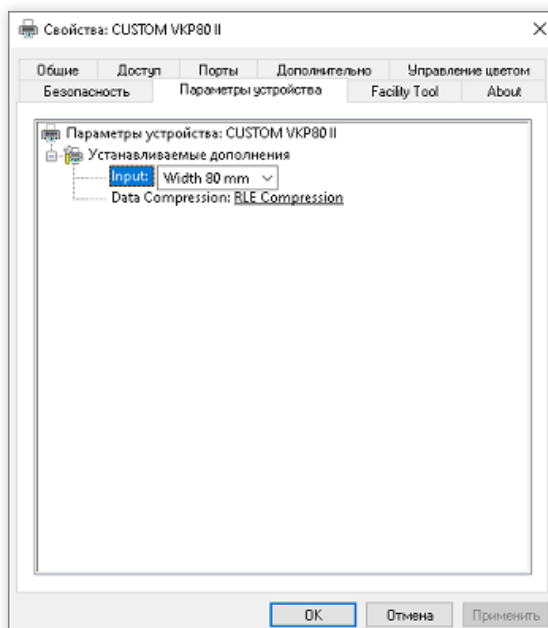 Свойства: CUSTOM VKP80 II
Общие Доступ Порты Дополнительно Управление цветом
Безопасность Параметры устройства Facility Tool About
Параметры устройства: CUSTOM VKP80 II
Устанавливаемые дополнения
Input: Width 80 mm
Data Compression: RLE Compression
OK Отмена Применить